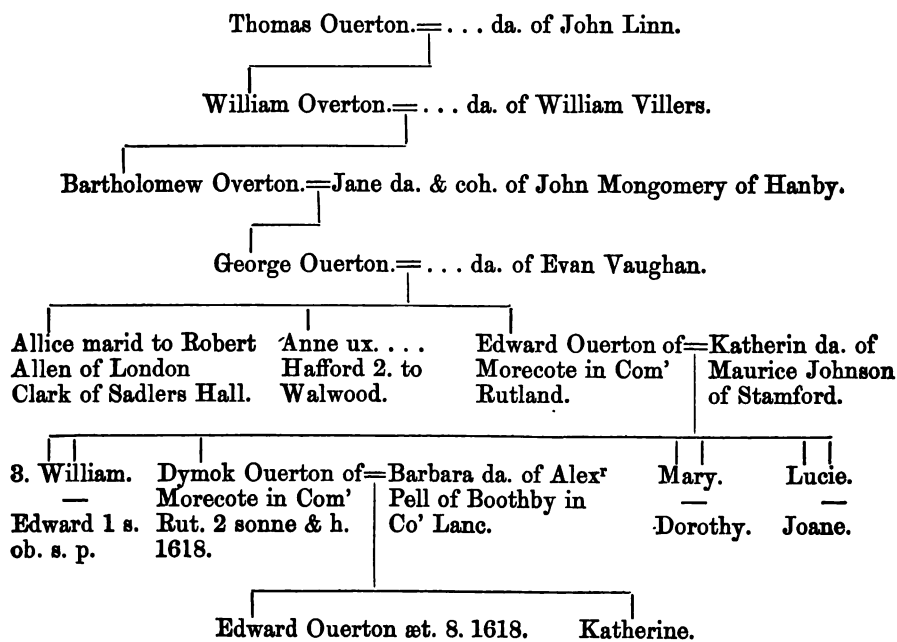 Thomas Ouerton.=. . . da. of John Linn.
William Overton.=. . . da. of William Villers.
Bartholomew Overton.=Jane da. & coh. of John Mongomery of Hanby.
George Ouerton.=. . . da. of Evan Vaughan.
Allice marid to Robert
Allen of London
Clark of Sadlers Hall.
Anne ux. . . .
Hafford 2. to
Walwood.
Edward Ouerton of=Katherin da. of
Morecote in Com' Maurice Johnson
Rutland. of Stamford.
3. William.
—
Edward 1 s.
ob. s. p.
Dymok Ouerton of=Barbara da. of Alexʳ
Morecote in Com' Pell of Boothby in
Rut. 2 sonne & h. Co' Lanc.
1618.
Mary.
—
Dorothy.
Lucie.
—
Joane.
Edward Ouerton æt. 8. 1618. Katherine.